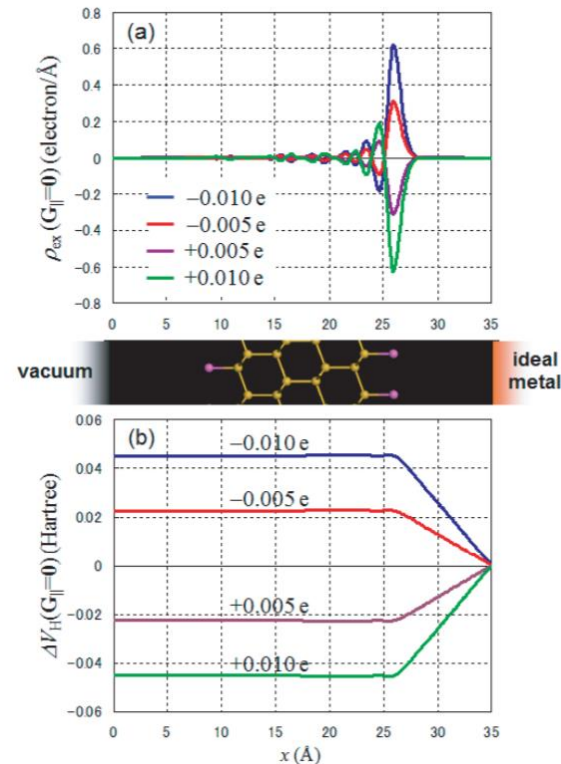 (a)
0.8
0.6
0.4
0.2
0
−0.2
−0.4
−0.6
−0.8
ρex (G||=0) (electron/Å)
−0.010 e
−0.005 e
+0.005 e
+0.010 e
0 5 10 15 20 25 30 35
vacuum
ideal
metal
(b)
0.06
0.04
0.02
0
−0.02
−0.04
−0.06
ΔVH(G||=0) (Hartree)
−0.010 e
−0.005 e
+0.005 e
+0.010 e
0 5 10 15 20 25 30 35
x (Å)